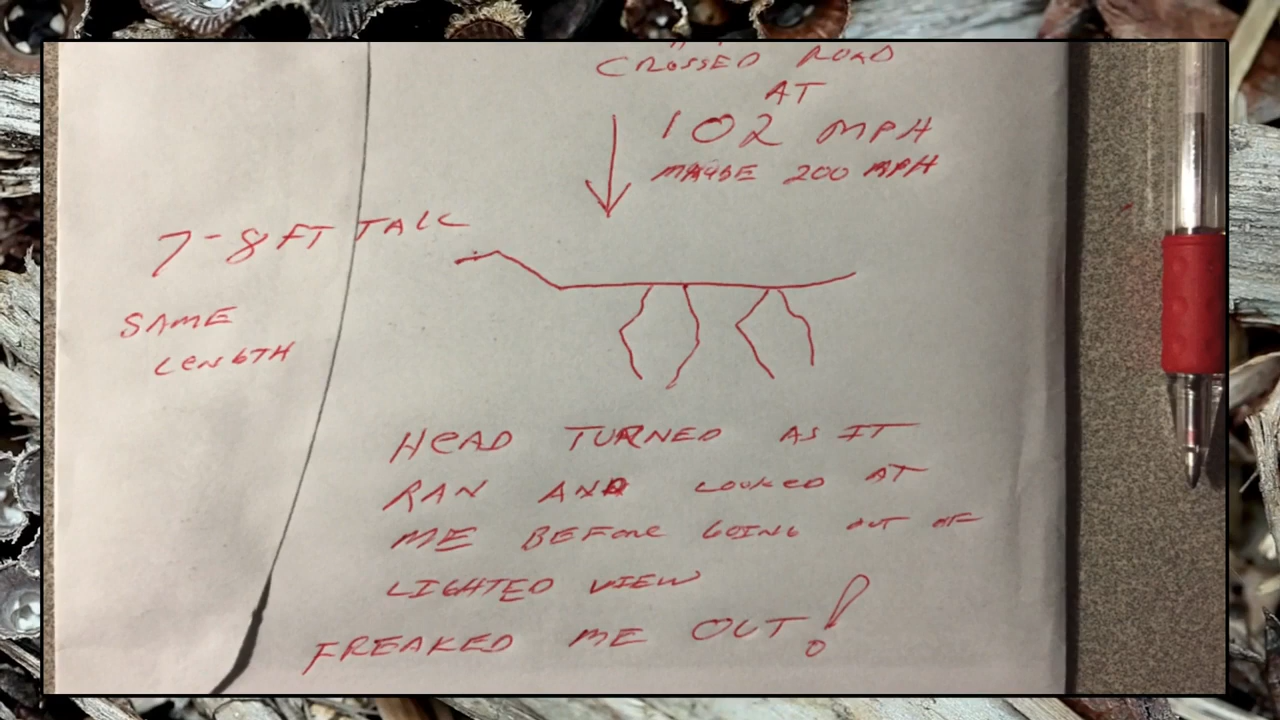 CROSSED ROAD
AT
102 MPH
MAYBE 200 MPH
7-8 FT TALL
SAME
LENGTH
HEAD TURNED AS IT
RAN AND LOOKED AT
ME BEFORE GOING OUT OF
LIGHTED VIEW
FREAKED ME OUT!